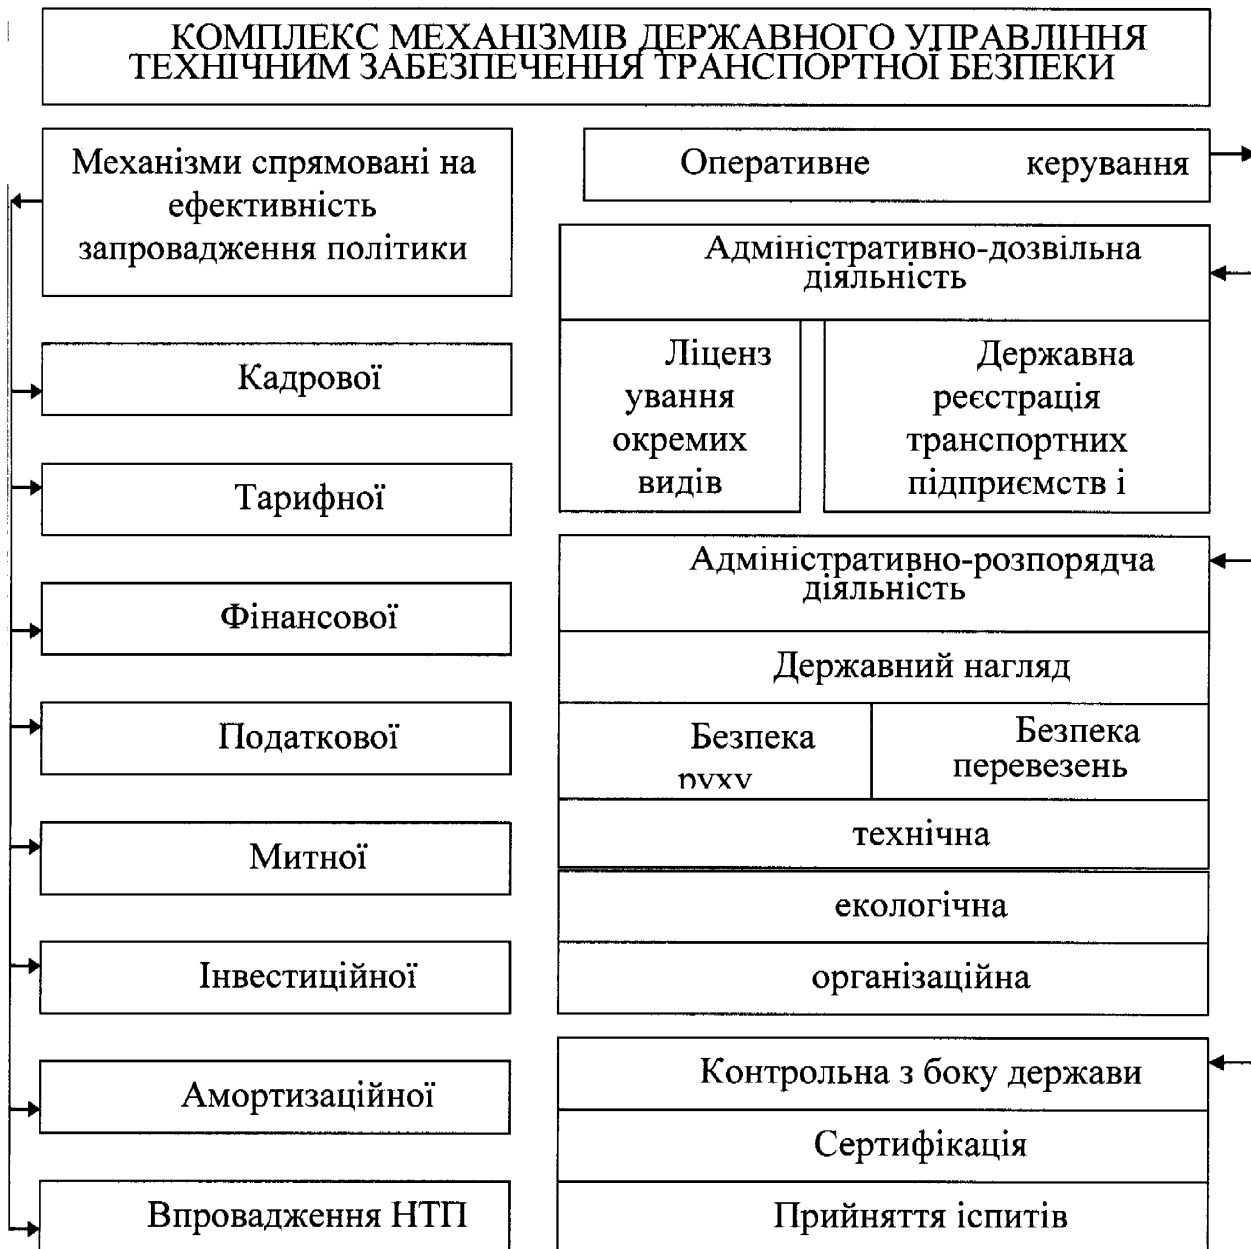 КОМПЛЕКС МЕХАНІЗМІВ ДЕРЖАВНОГО УПРАВЛІННЯ
ТЕХНІЧНИМ ЗАБЕЗПЕЧЕННЯ ТРАНСПОРТНОЇ БЕЗПЕКИ
Механізми спрямовані на
ефективність
запровадження політики
Кадрової
Тарифної
Фінансової
Податкової
Митної
Інвестиційної
Амортизаційної
Впровадження НТП
Оперативне керування
Адміністративно-дозвільна
діяльність
Ліценз
ування
окремих
видів
Державна
реєстрація
транспортних
підприємств і
Адміністративно-розпорядча
діяльність
Державний нагляд
Безпека
руху
Безпека
перевезень
технічна
екологічна
організаційна
Контрольна з боку держави
Сертифікація
Прийняття іспитів